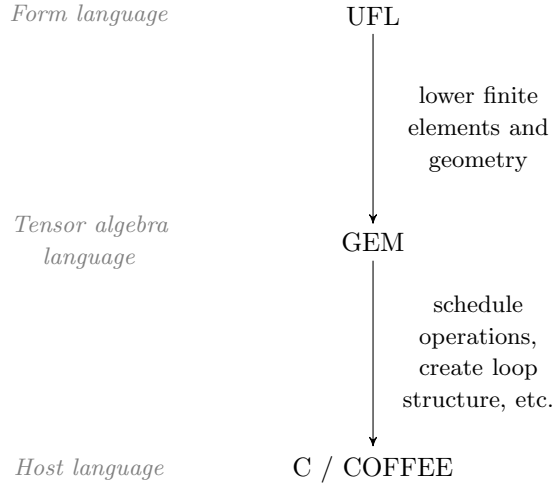 Form language
UFL
lower finite
elements and
geometry
Tensor algebra
language
GEM
schedule
operations,
create loop
structure, etc.
Host language
C / COFFEE